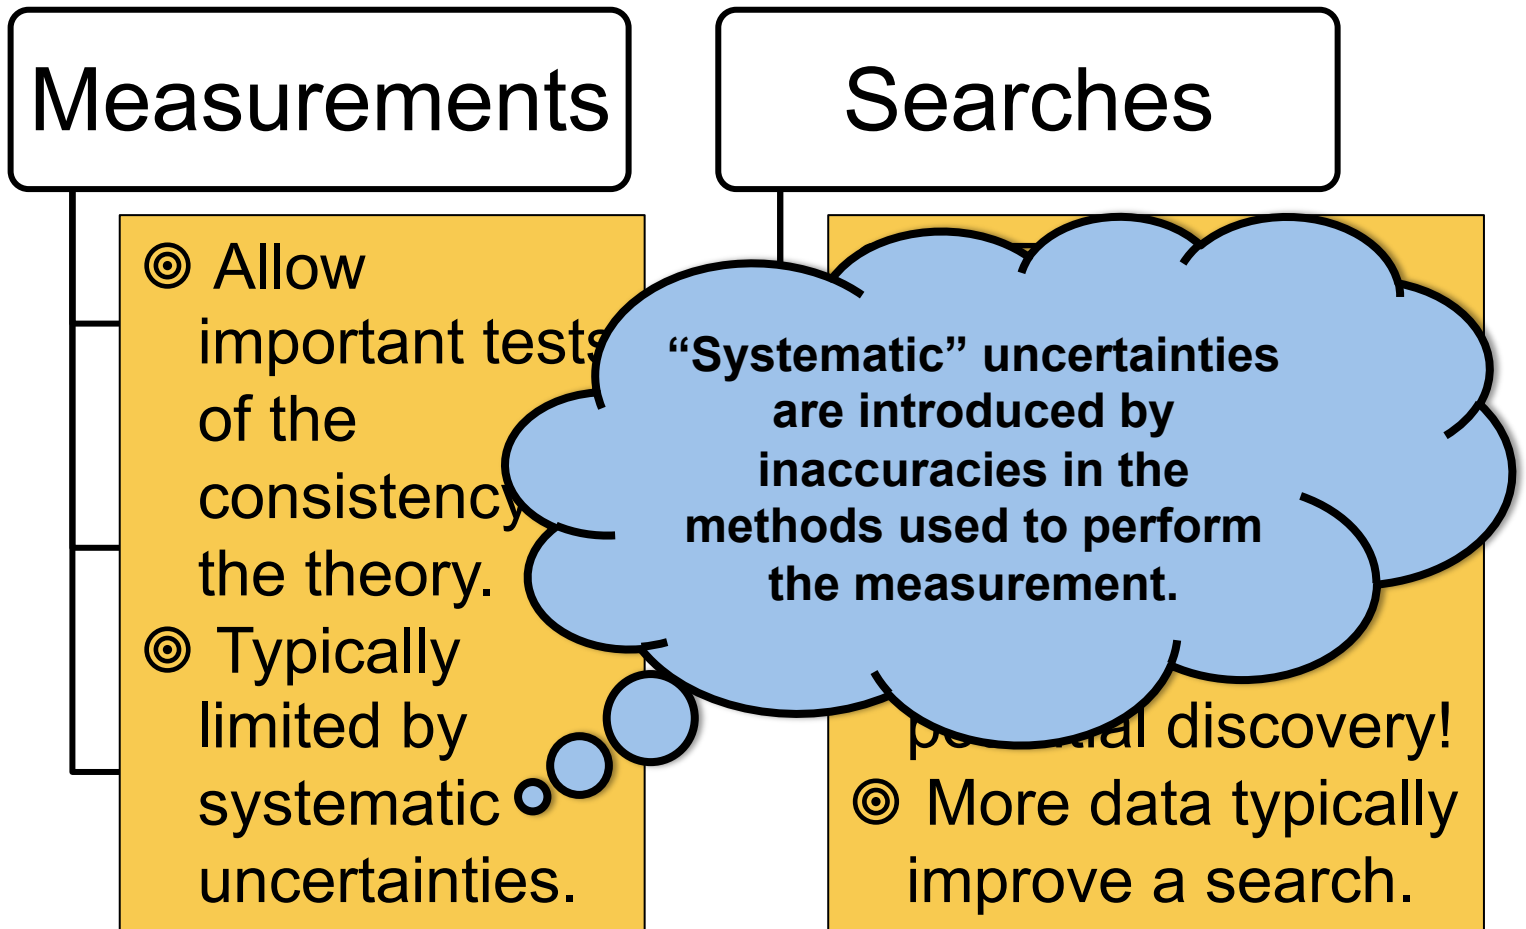 Measurements
Allow
important tests
of the
consistency
the theory.
Typically
limited by
systematic
uncertainties.
Searches
discovery!
More data typically
improve a search.
“Systematic” uncertainties
are introduced by
inaccuracies in the
methods used to perform
the measurement.